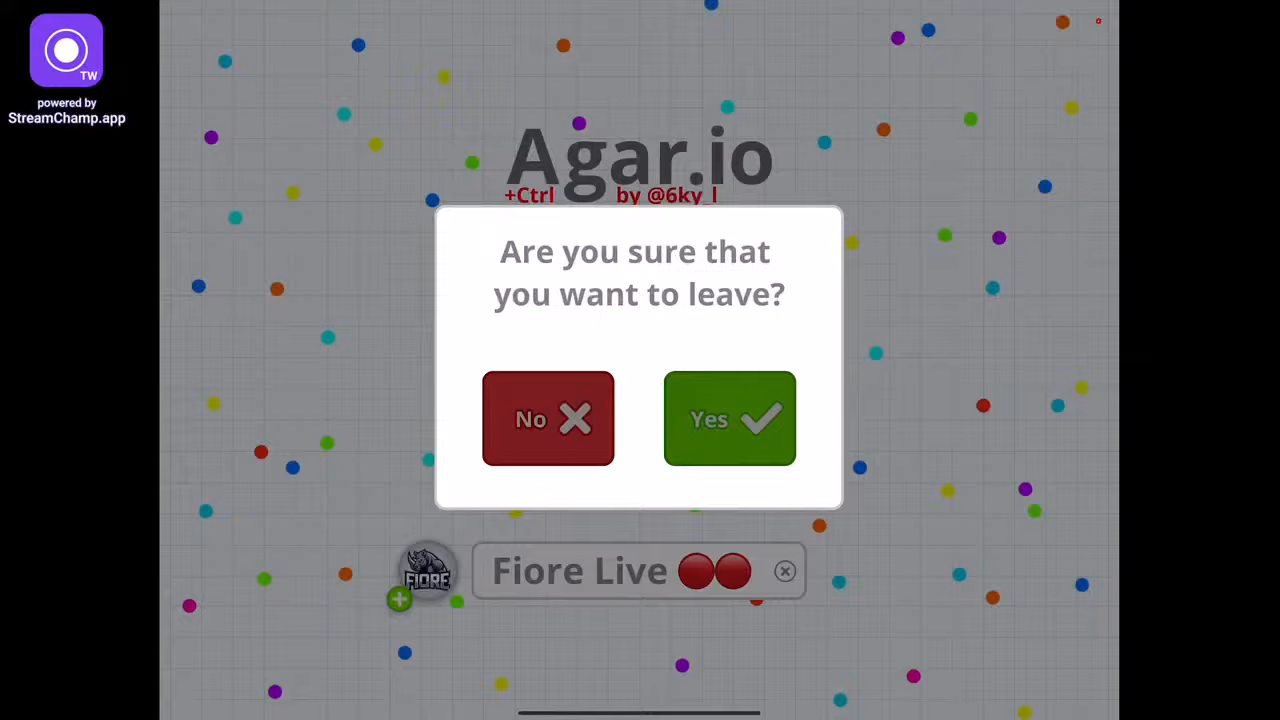 TW
powered by
StreamChamp.app
Agar.io
+Ctrl by @6ky_l
Are you sure that
you want to leave?
No
Yes
FIORE
Fiore Live 🔴🔴